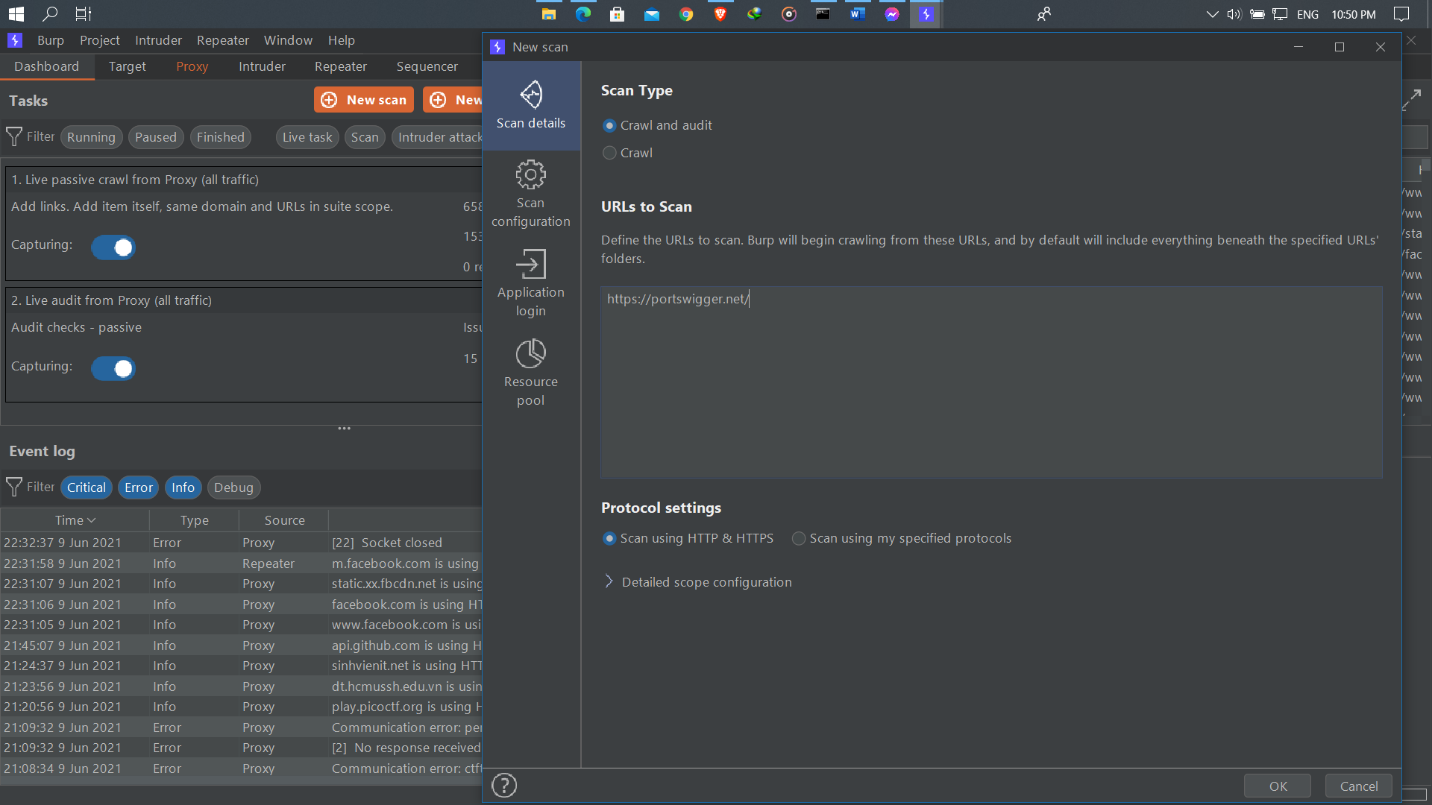 ENG 10:50 PM
Burp Project Intruder Repeater Window Help
Dashboard Target Proxy Intruder Repeater Sequencer
Tasks
New scan
New
Filter Running Paused Finished Live task Scan Intruder attack
1. Live passive crawl from Proxy (all traffic)
Add links. Add item itself, same domain and URLs in suite scope. 658
153
Capturing:
0 re
2. Live audit from Proxy (all traffic)
Audit checks - passive Issu
Capturing: 15
Event log
Filter Critical Error Info Debug
Time Type Source
22:32:37 9 Jun 2021 Error Proxy [22] Socket closed
22:31:58 9 Jun 2021 Info Repeater m.facebook.com is using
22:31:07 9 Jun 2021 Info Proxy static.xx.fbcdn.net is using
22:31:06 9 Jun 2021 Info Proxy facebook.com is using HT
22:31:05 9 Jun 2021 Info Proxy www.facebook.com is usi
21:45:07 9 Jun 2021 Info Proxy api.github.com is using H
21:24:37 9 Jun 2021 Info Proxy sinhvienit.net is using HTT
21:23:56 9 Jun 2021 Info Proxy dt.hcmussh.edu.vn is usin
21:20:56 9 Jun 2021 Info Proxy play.picoctf.org is using H
21:09:32 9 Jun 2021 Error Proxy Communication error: per
21:09:32 9 Jun 2021 Error Proxy [2] No response received
21:08:34 9 Jun 2021 Error Proxy Communication error: ctft
New scan
Scan details
Scan
configuration
Application
login
Resource
pool
Scan Type
Crawl and audit
Crawl
URLs to Scan
Define the URLs to scan. Burp will begin crawling from these URLs, and by default will include everything beneath the specified URLs'
folders.
https://portswigger.net/
Protocol settings
Scan using HTTP & HTTPS Scan using my specified protocols
Detailed scope configuration
? OK Cancel
/ww
/ww
/sta
/fac
/ww
/ww
/ww
/ww
/ww
/ww
/ww